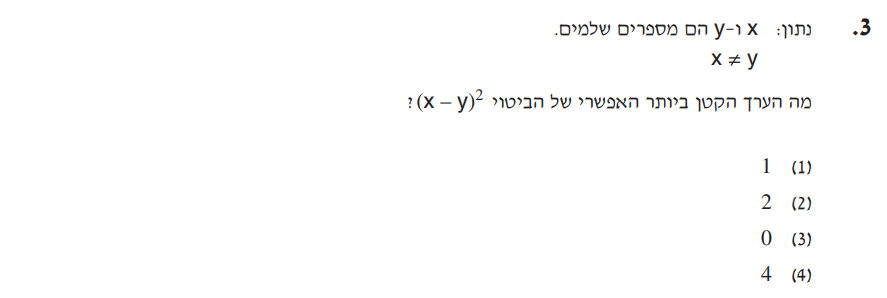 3. נתון: x ו-y הם מספרים שלמים.
x ≠ y
מה הערך הקטן ביותר האפשרי של הביטוי (x – y)² ?
(1) 1
(2) 2
(3) 0
(4) 4